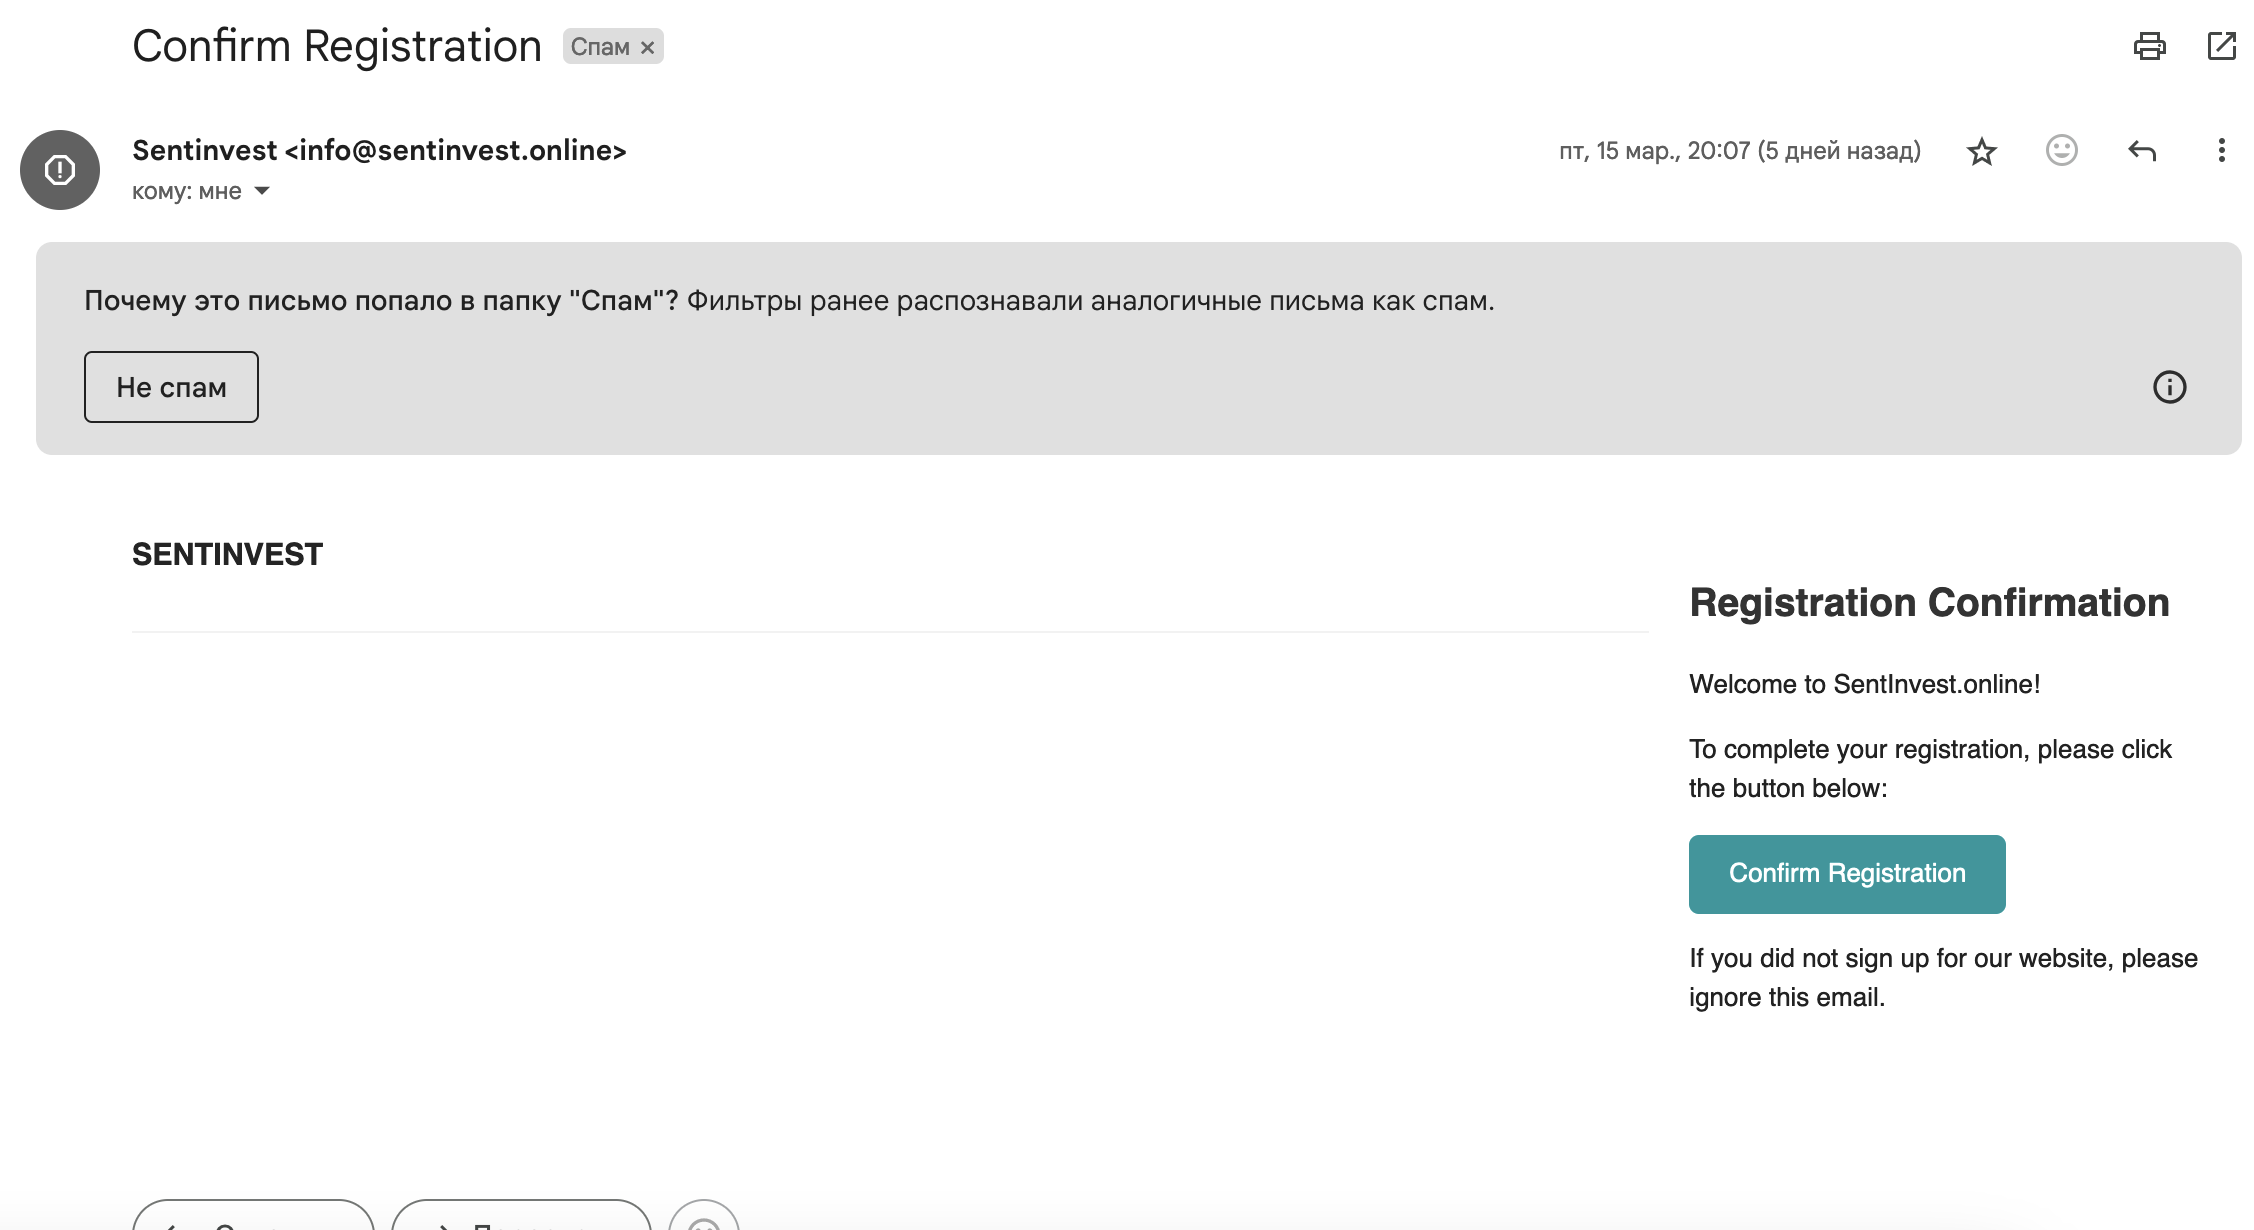 Confirm Registration
Спам ×
Sentinvest <info@sentinvest.online>
пт, 15 мар., 20:07 (5 дней назад)
кому: мне
Почему это письмо попало в папку "Спам"? Фильтры ранее распознавали аналогичные письма как спам.
Не спам
SENTINVEST
Registration Confirmation
Welcome to SentInvest.online!
To complete your registration, please click
the button below:
Confirm Registration
If you did not sign up for our website, please
ignore this email.